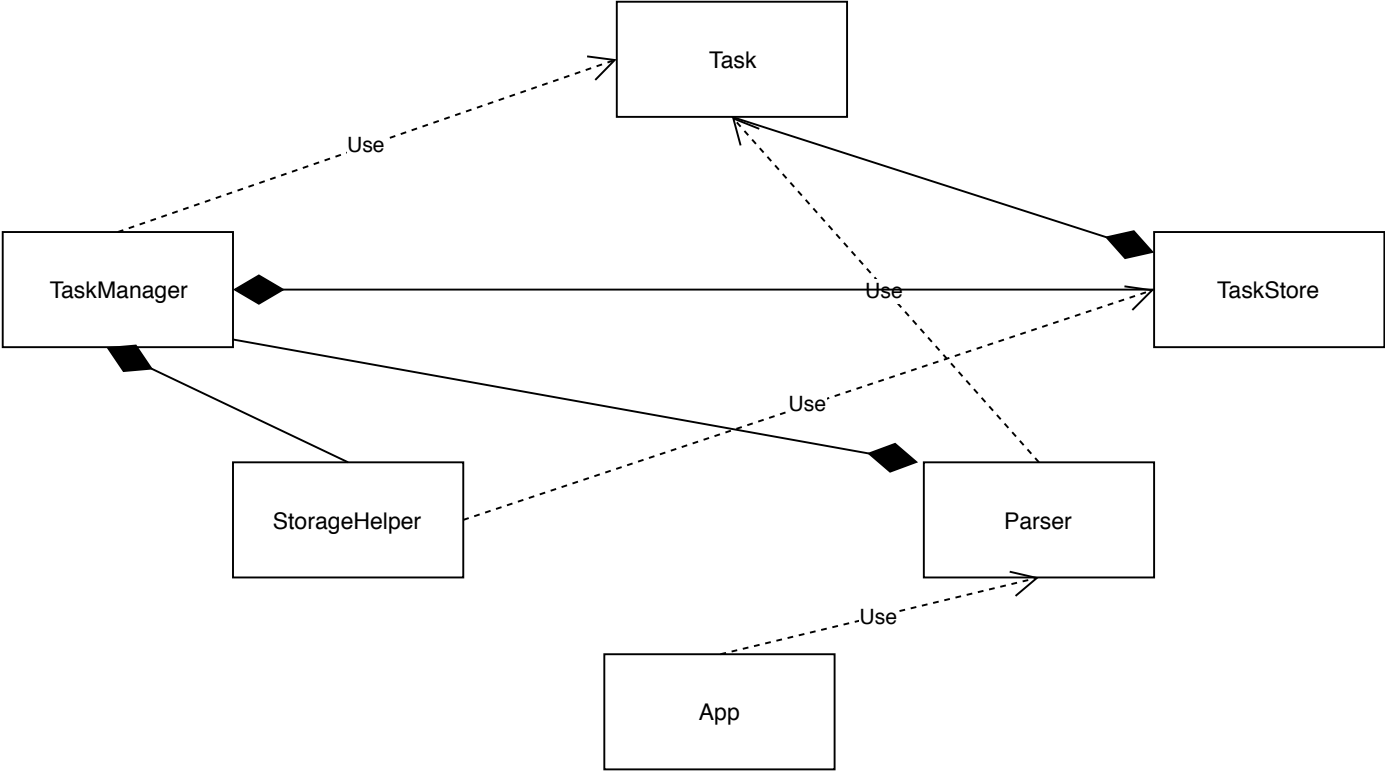 Task
Use
TaskManager
Use
TaskStore
Use
StorageHelper
Parser
Use
App